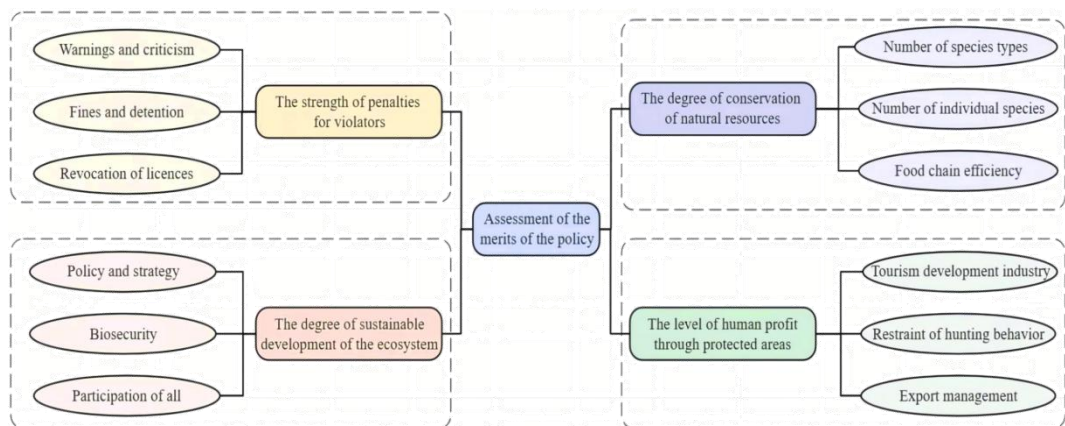 Warnings and criticism
Fines and detention
Revocation of licences
The strength of penalties
for violators
Policy and strategy
Biosecurity
Participation of all
The degree of sustainable
development of the ecosystem
Assessment of the
merits of the policy
The degree of conservation
of natural resources
Number of species types
Number of individual species
Food chain efficiency
The level of human profit
through protected areas
Tourism development industry
Restraint of hunting behavior
Export management